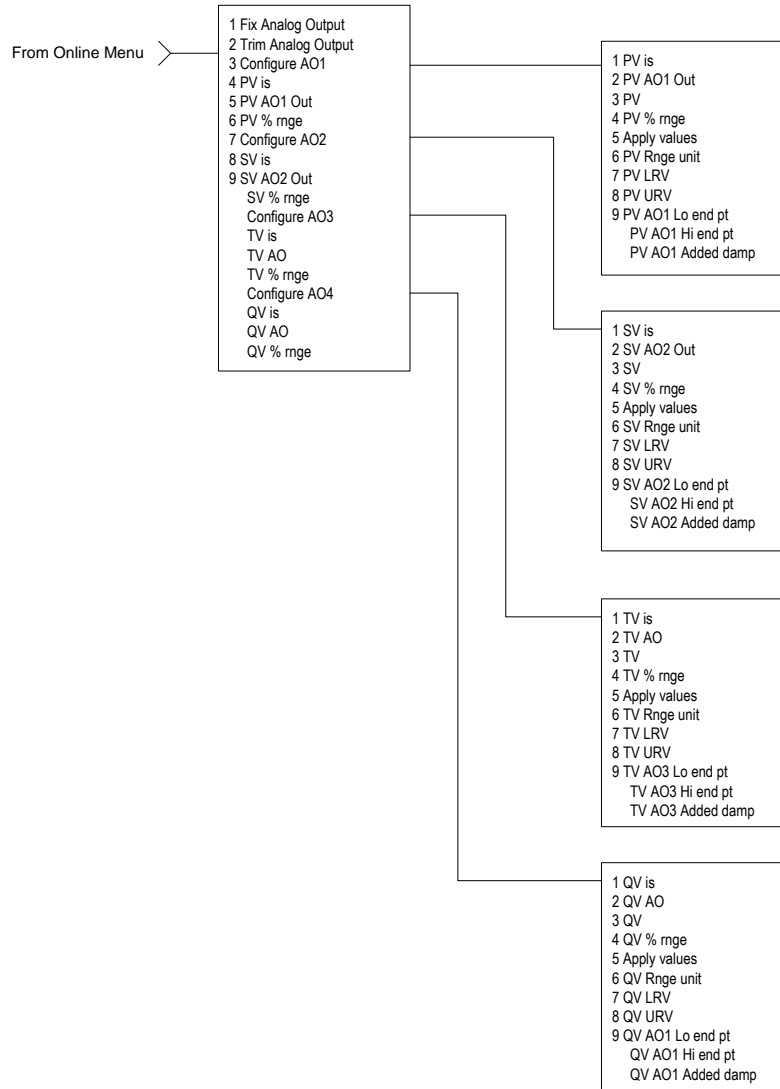 From Online Menu
1 Fix Analog Output
2 Trim Analog Output
3 Configure AO1
4 PV is
5 PV AO1 Out
6 PV % rnge
7 Configure AO2
8 SV is
9 SV AO2 Out
SV % rnge
Configure AO3
TV is
TV AO
TV % rnge
Configure AO4
QV is
QV AO
QV % rnge
1 PV is
2 PV AO1 Out
3 PV
4 PV % rnge
5 Apply values
6 PV Rnge unit
7 PV LRV
8 PV URV
9 PV AO1 Lo end pt
PV AO1 Hi end pt
PV AO1 Added damp
1 SV is
2 SV AO2 Out
3 SV
4 SV % rnge
5 Apply values
6 SV Rnge unit
7 SV LRV
8 SV URV
9 SV AO2 Lo end pt
SV AO2 Hi end pt
SV AO2 Added damp
1 TV is
2 TV AO
3 TV
4 TV % rnge
5 Apply values
6 TV Rnge unit
7 TV LRV
8 TV URV
9 TV AO3 Lo end pt
TV AO3 Hi end pt
TV AO3 Added damp
1 QV is
2 QV AO
3 QV
4 QV % rnge
5 Apply values
6 QV Rnge unit
7 QV LRV
8 QV URV
9 QV AO1 Lo end pt
QV AO1 Hi end pt
QV AO1 Added damp